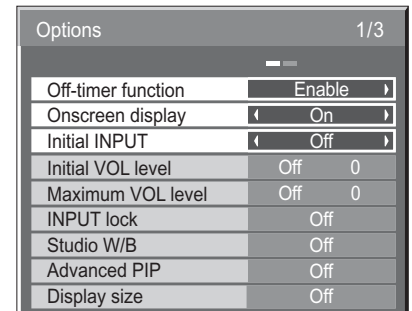 Options 1/3
Off-timer function Enable
Onscreen display On
Initial INPUT Off
Initial VOL level Off 0
Maximum VOL level Off 0
INPUT lock Off
Studio W/B Off
Advanced PIP Off
Display size Off